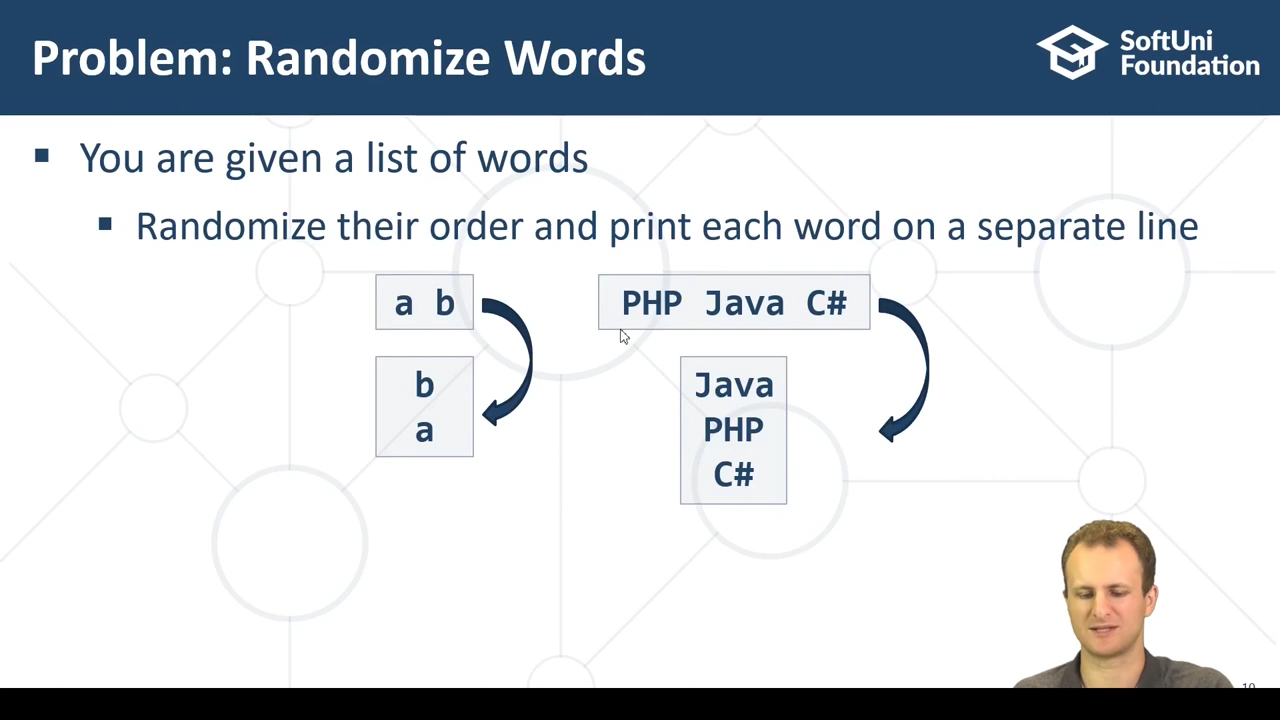 Problem: Randomize Words
SoftUni
Foundation
▪ You are given a list of words
▪ Randomize their order and print each word on a separate line
a b
PHP Java C#
b
a
Java
PHP
C#